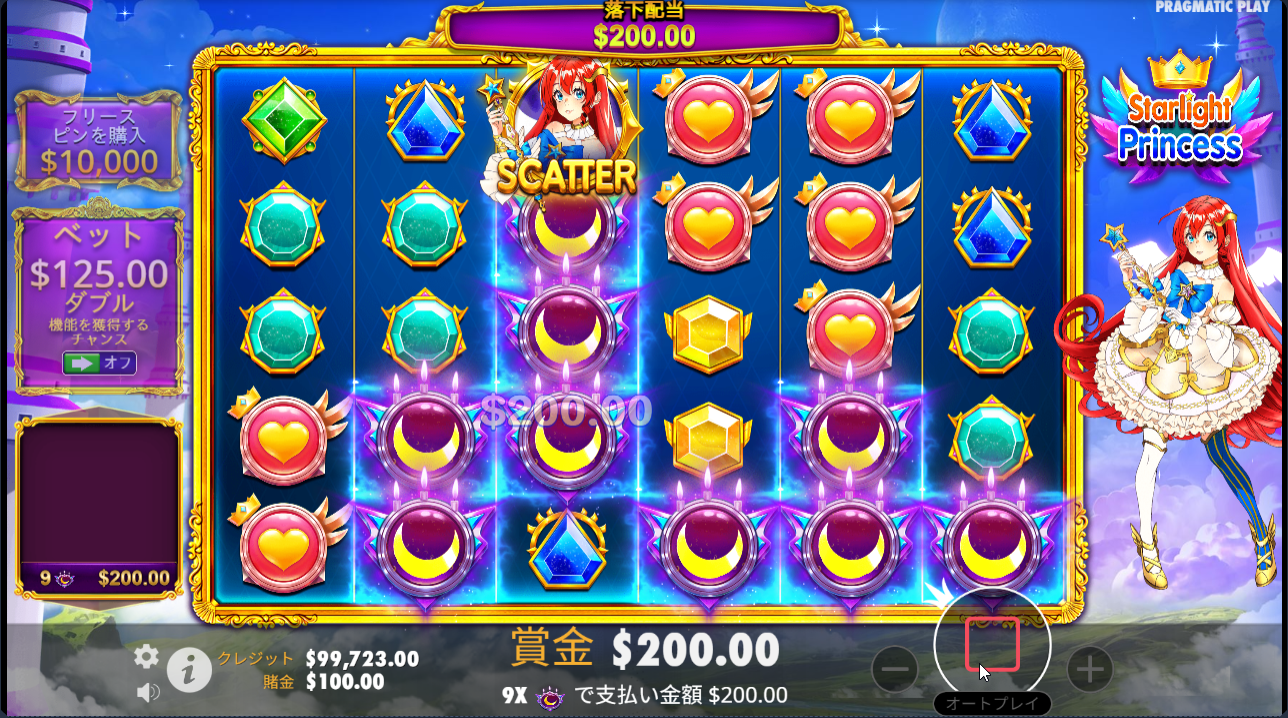 PRAGMATIC PLAY
落下配当
$200.00
Starlight
Princess
フリース
ピンを購入
$10,000
ベット
$125.00
ダブル
機能を獲得する
チャンス
オフ
SCATTER
$200.00
9 $200.00
クレジット $99,723.00
賭金 $100.00
賞金 $200.00
9X で支払い金額 $200.00
オートプレイ